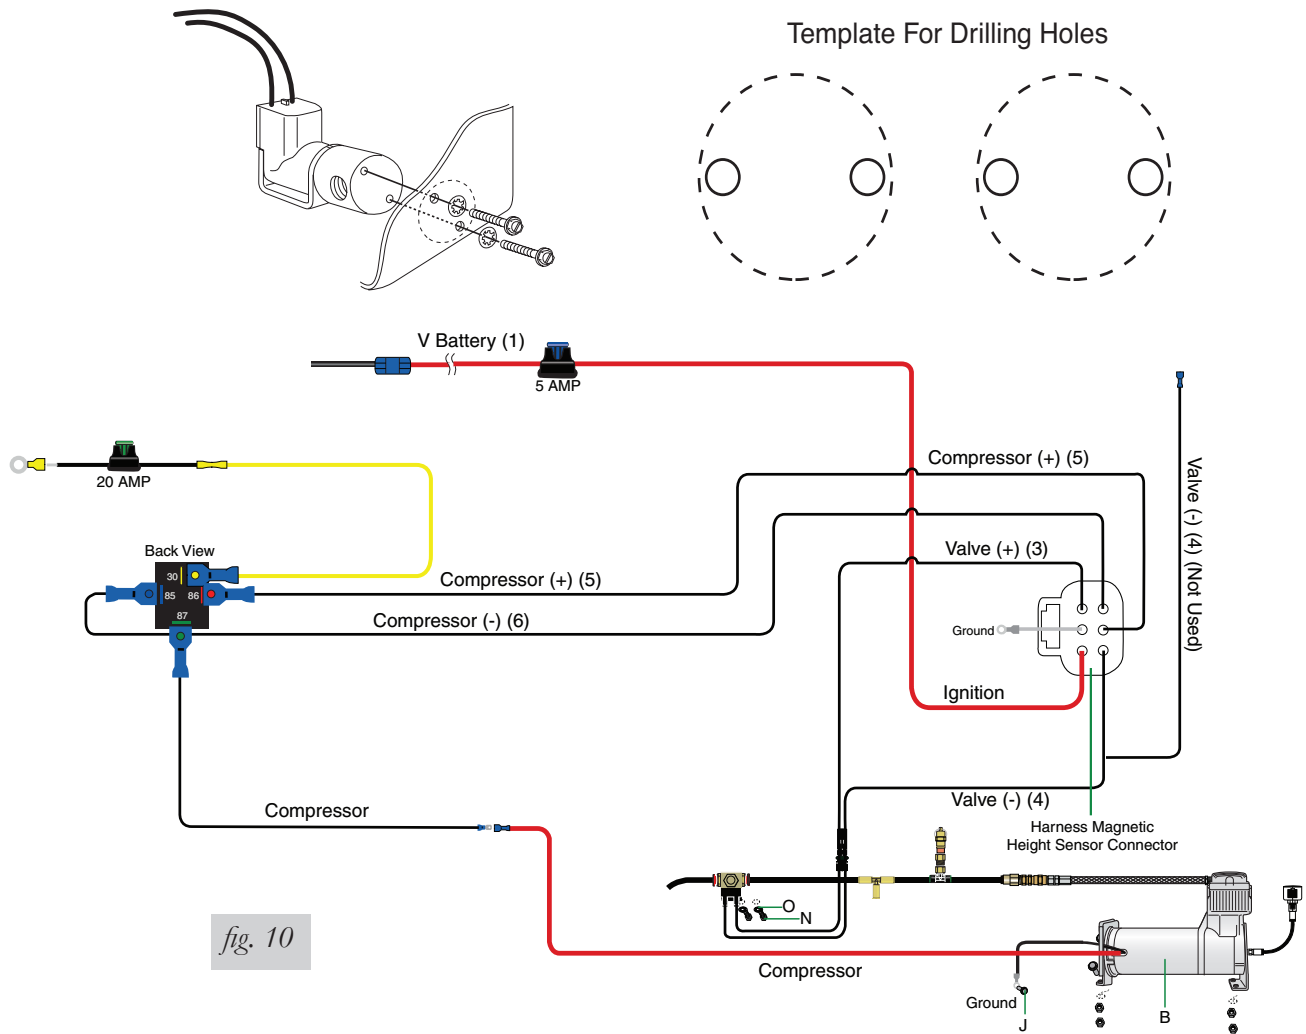 Template For Drilling Holes
V Battery (1)
5 AMP
20 AMP
Compressor (+) (5)
Valve (-) (4) (Not Used)
Back View
30
85
86
87
Compressor (+) (5)
Compressor (-) (6)
Valve (+) (3)
Ground
Ignition
Valve (-) (4)
Harness Magnetic
Height Sensor Connector
Compressor
O
N
fig. 10
Compressor
Ground
J
B